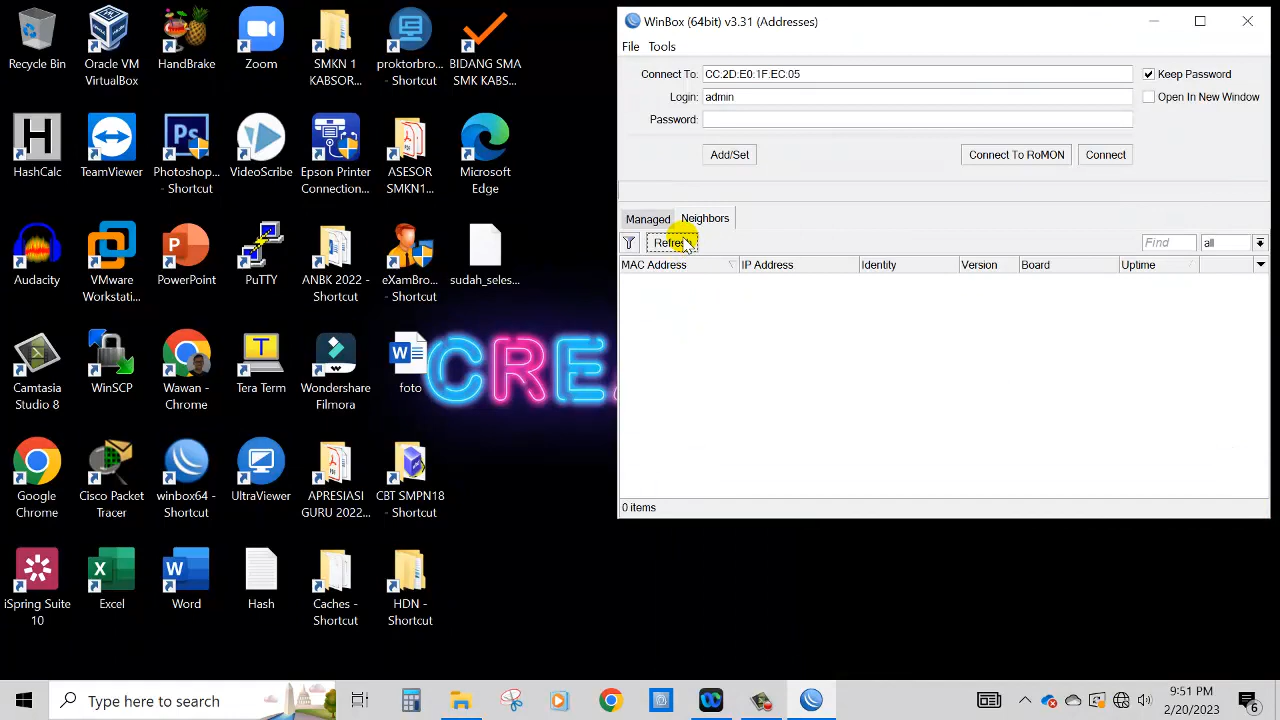 Recycle Bin
Oracle VM
VirtualBox
HandBrake
Zoom
SMKN 1
KABSOR...
proktorbro...
- Shortcut
BIDANG SMA
SMK KABS...
HashCalc
TeamViewer
Photoshop...
- Shortcut
VideoScribe
Epson Printer
Connection...
ASESOR
SMKN1...
Microsoft
Edge
Audacity
VMware
Workstati...
PowerPoint
PuTTY
ANBK 2022 -
Shortcut
eXamBro...
- Shortcut
sudah_seles...
Camtasia
Studio 8
WinSCP
Wawan -
Chrome
Tera Term
Wondershare
Filmora
foto
Google
Chrome
Cisco Packet
Tracer
winbox64 -
Shortcut
UltraViewer
APRESIASI
GURU 2022...
CBT SMPN18
- Shortcut
iSpring Suite
10
Excel
Word
Hash
Caches -
Shortcut
HDN -
Shortcut
CRE
WinBox (64bit) v3.31 (Addresses)
File Tools
Connect To: CC:2D:E0:1F:EC:05
Keep Password
Login: admin
Open In New Window
Password:
Add/Set
Connect To RoMON
Connect
Managed
Neighbors
Refresh
Find
all
MAC Address
IP Address
Identity
Version
Board
Uptime
0 items
Type here to search
9:51 PM
2/20/2023
6